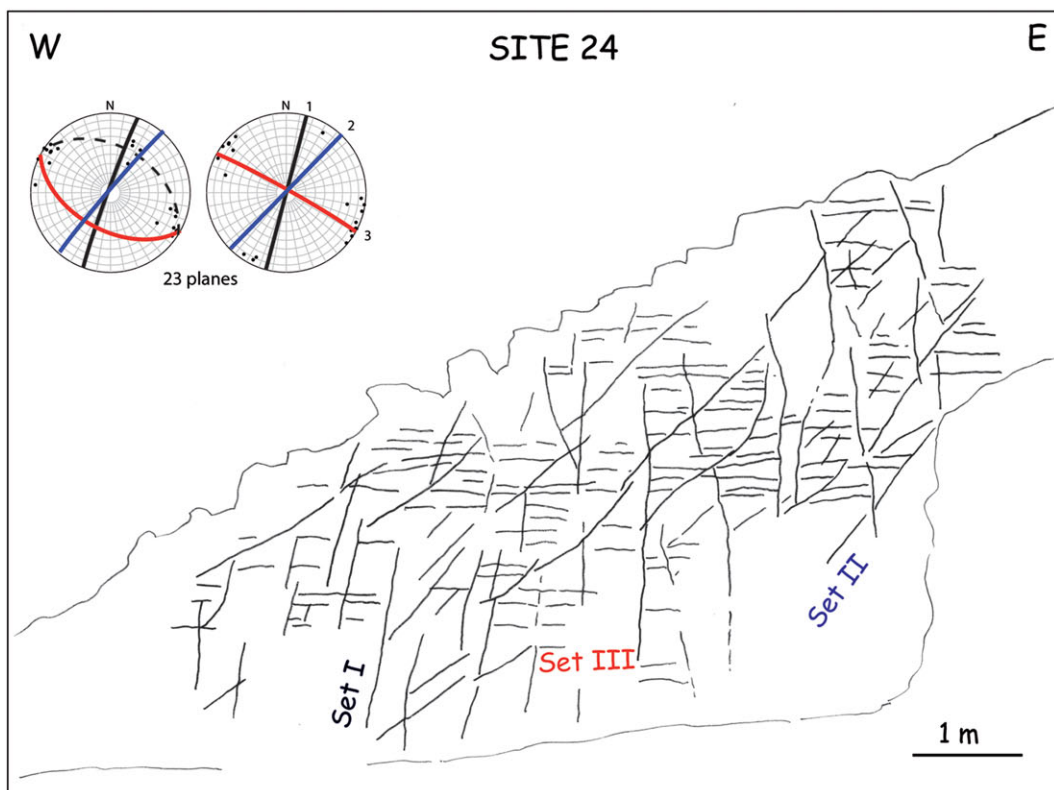 W
SITE 24
E
N
N
1
2
3
23 planes
Set I
Set III
Set II
1 m